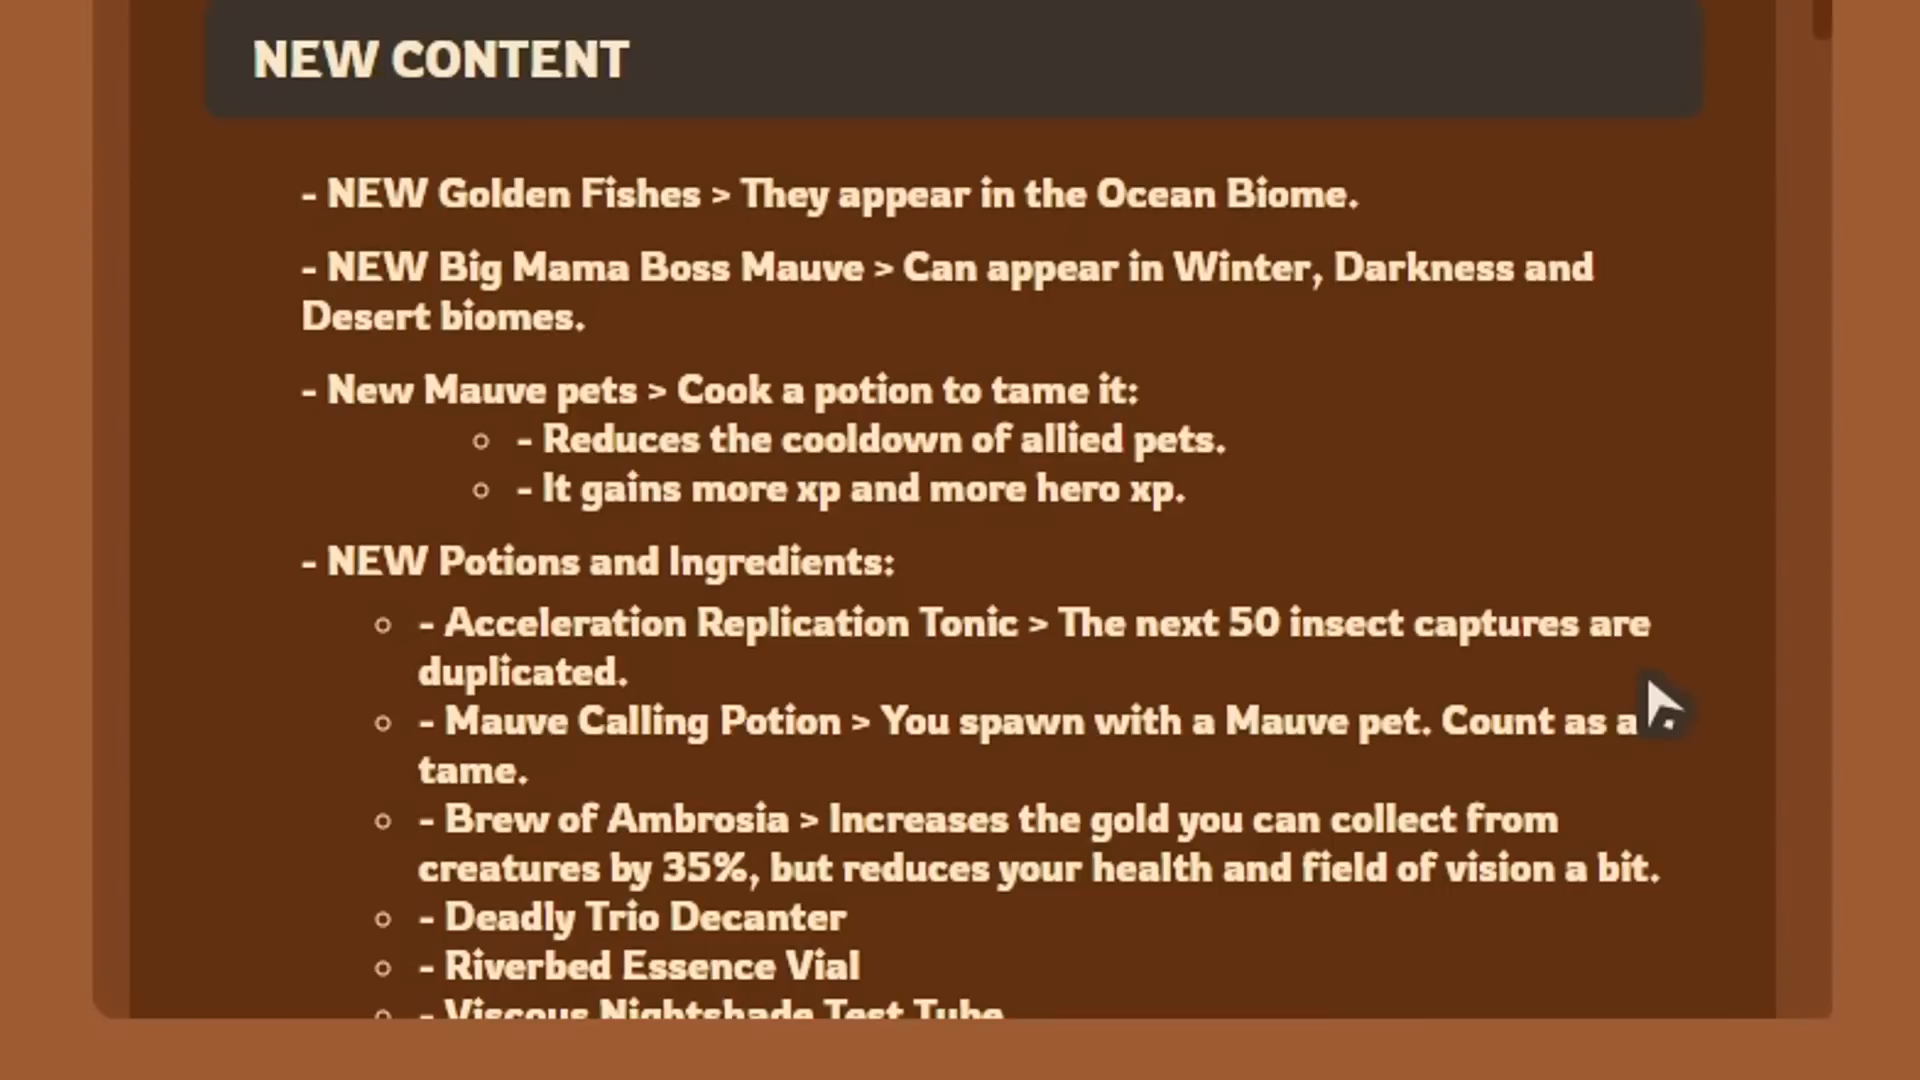 NEW CONTENT
- NEW Golden Fishes > They appear in the Ocean Biome.
- NEW Big Mama Boss Mauve > Can appear in Winter, Darkness and
Desert biomes.
- New Mauve pets > Cook a potion to tame it:
- Reduces the cooldown of allied pets.
- It gains more xp and more hero xp.
- NEW Potions and Ingredients:
- Acceleration Replication Tonic > The next 50 insect captures are
duplicated.
- Mauve Calling Potion > You spawn with a Mauve pet. Count as a
tame.
- Brew of Ambrosia > Increases the gold you can collect from
creatures by 35%, but reduces your health and field of vision a bit.
- Deadly Trio Decanter
- Riverbed Essence Vial
- Viscous Nightshade Test Tube